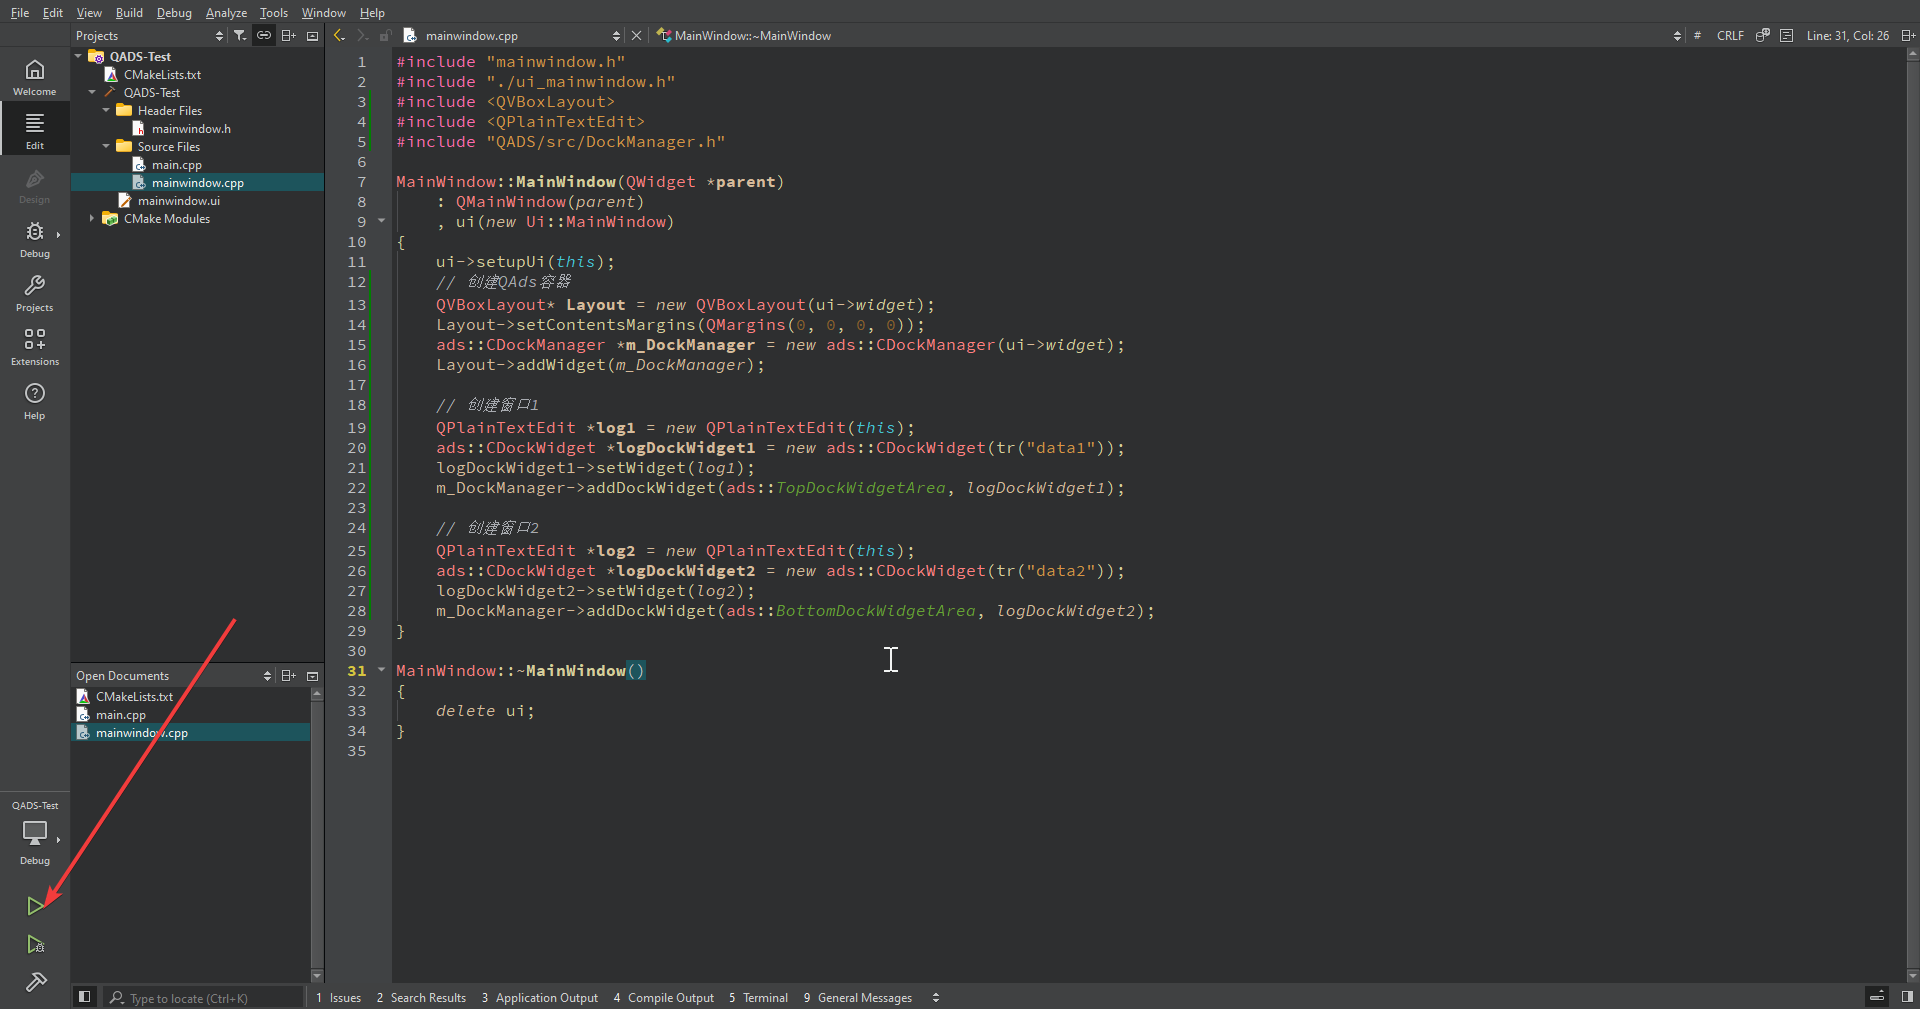 File Edit View Build Debug Analyze Tools Window Help
Projects
mainwindow.cpp
MainWindow::~MainWindow
# CRLF Line: 31, Col: 26
Welcome
Edit
Design
Debug
Projects
Extensions
Help
QADS-Test
CMakeLists.txt
QADS-Test
Header Files
mainwindow.h
Source Files
main.cpp
mainwindow.cpp
mainwindow.ui
CMake Modules
Open Documents
CMakeLists.txt
main.cpp
mainwindow.cpp
QADS-Test
Debug
1 #include "mainwindow.h"
2 #include "./ui_mainwindow.h"
3 #include <QVBoxLayout>
4 #include <QPlainTextEdit>
5 #include "QADS/src/DockManager.h"
6
7 MainWindow::MainWindow(QWidget *parent)
8     : QMainWindow(parent)
9     , ui(new Ui::MainWindow)
10 {
11     ui->setupUi(this);
12     // 创建QAds容器
13     QVBoxLayout* Layout = new QVBoxLayout(ui->widget);
14     Layout->setContentsMargins(QMargins(0, 0, 0, 0));
15     ads::CDockManager *m_DockManager = new ads::CDockManager(ui->widget);
16     Layout->addWidget(m_DockManager);
17
18     // 创建窗口1
19     QPlainTextEdit *log1 = new QPlainTextEdit(this);
20     ads::CDockWidget *logDockWidget1 = new ads::CDockWidget(tr("data1"));
21     logDockWidget1->setWidget(log1);
22     m_DockManager->addDockWidget(ads::TopDockWidgetArea, logDockWidget1);
23
24     // 创建窗口2
25     QPlainTextEdit *log2 = new QPlainTextEdit(this);
26     ads::CDockWidget *logDockWidget2 = new ads::CDockWidget(tr("data2"));
27     logDockWidget2->setWidget(log2);
28     m_DockManager->addDockWidget(ads::BottomDockWidgetArea, logDockWidget2);
29 }
30
31 MainWindow::~MainWindow()
32 {
33     delete ui;
34 }
35
Type to locate (Ctrl+K)
1 Issues 2 Search Results 3 Application Output 4 Compile Output 5 Terminal 9 General Messages